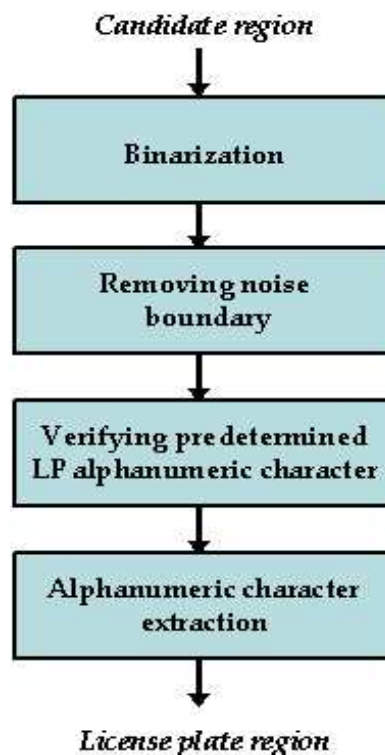 Candidate region
Binarization
Removing noise
boundary
Verifying predetermined
LP alphanumeric character
Alphanumeric character
extraction
License plate region